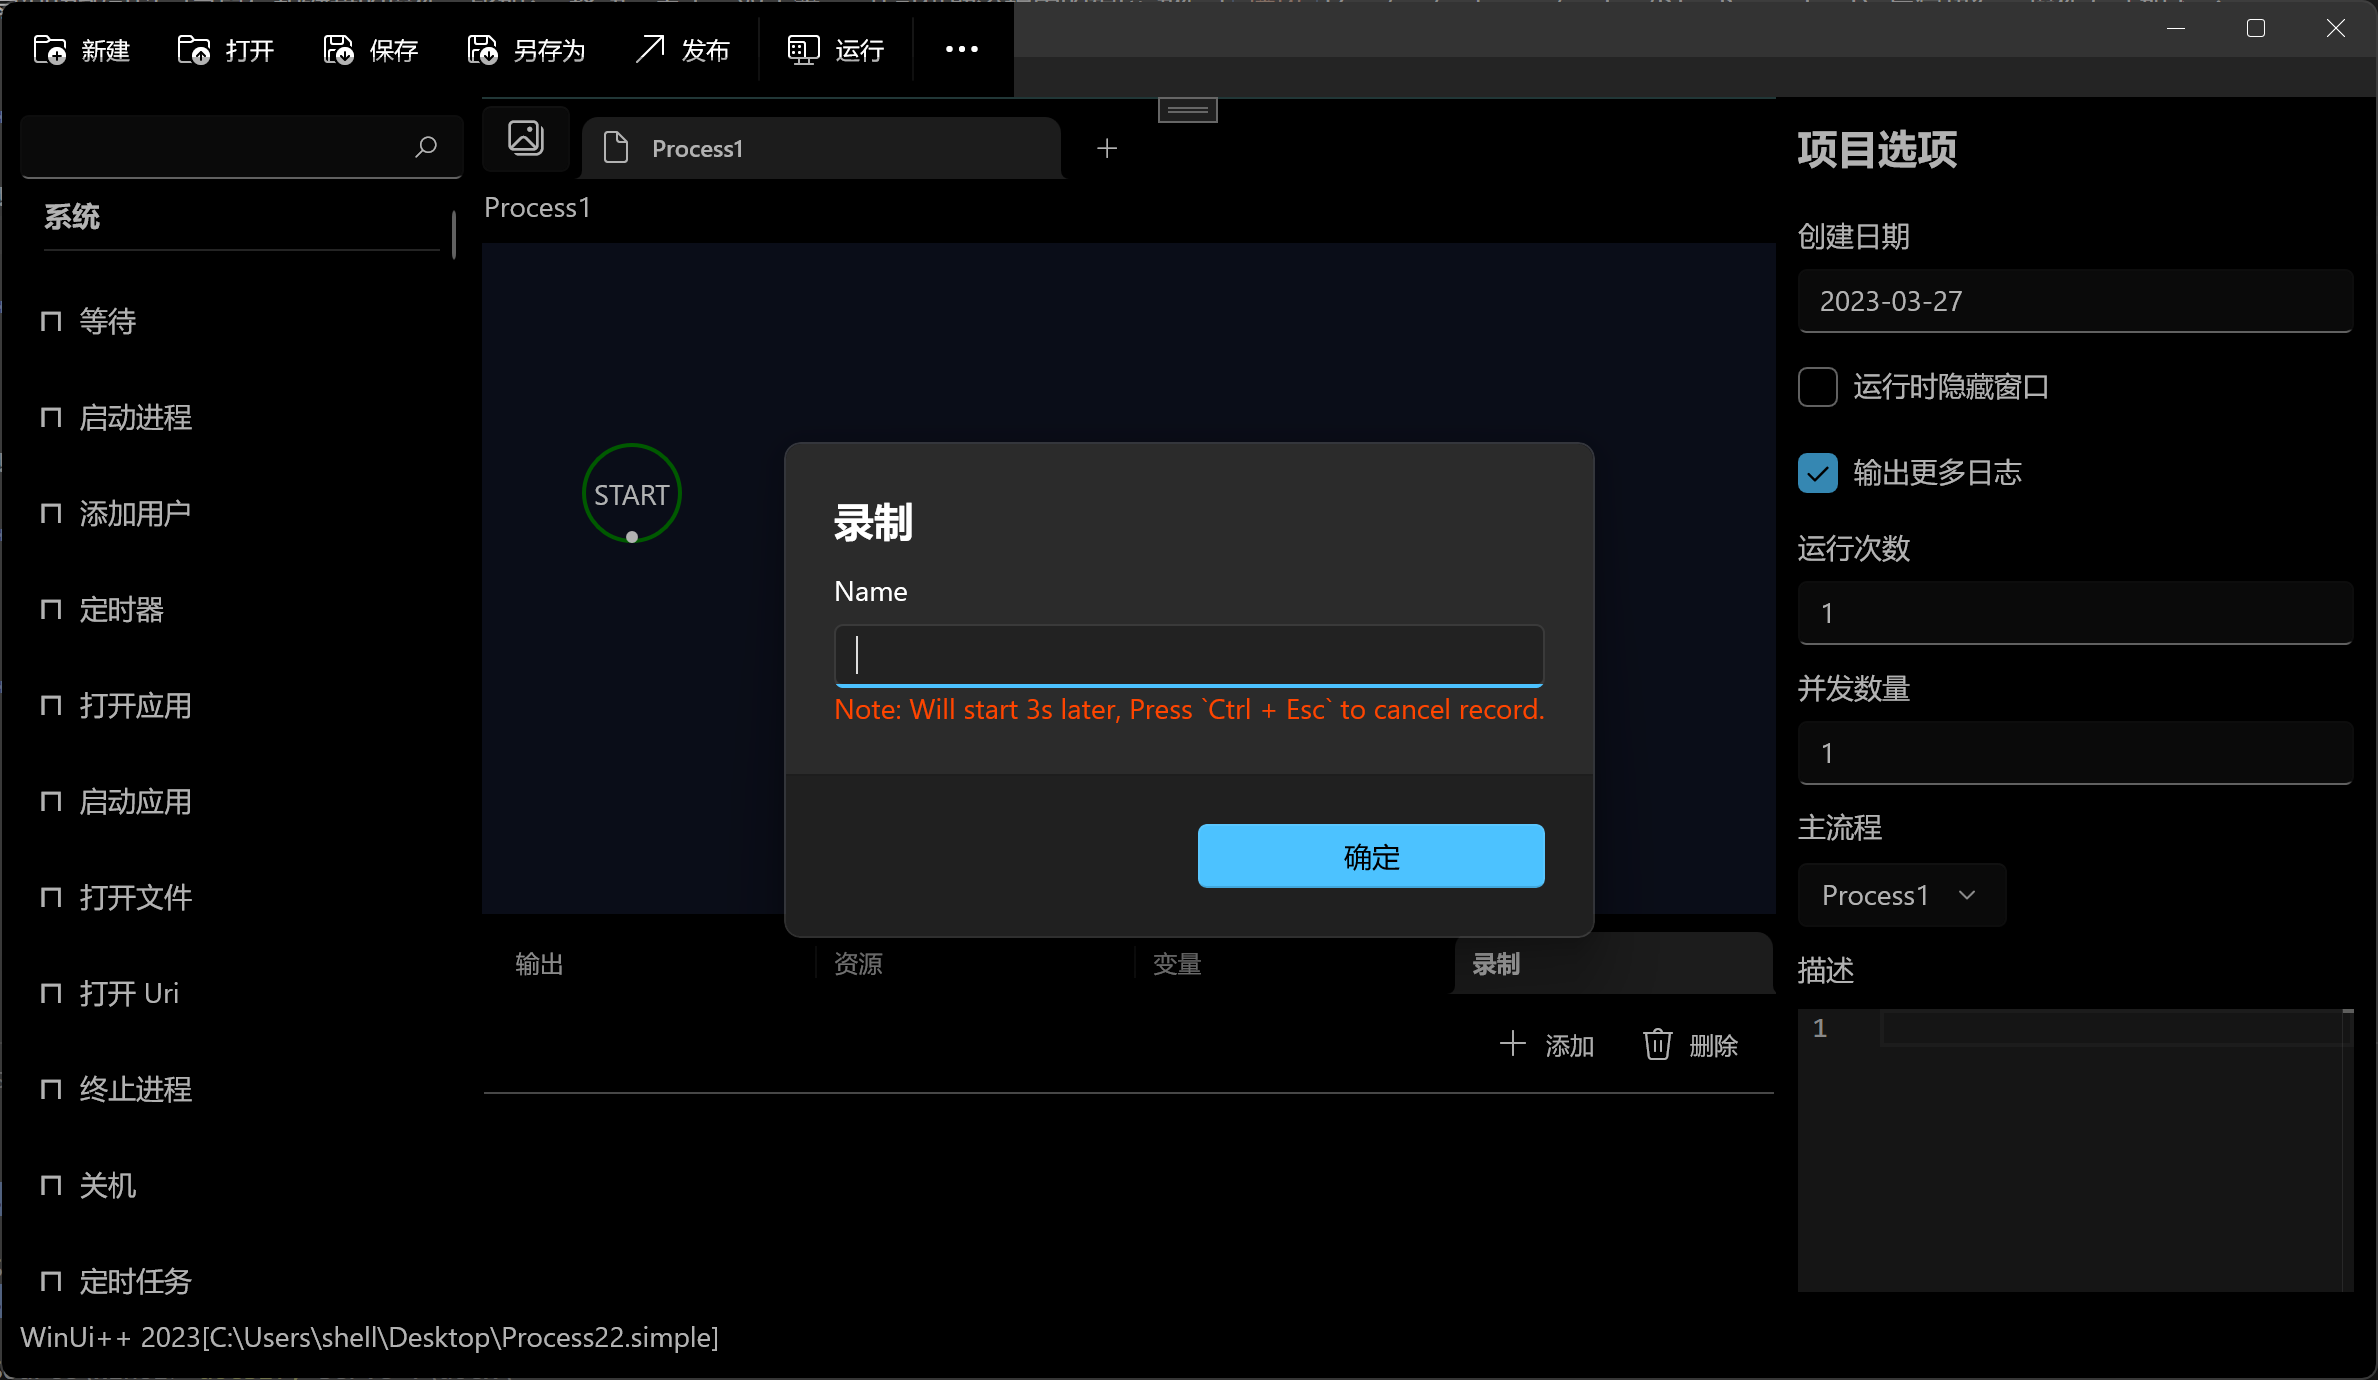 新建
打开
保存
另存为
发布
运行
Process1
Process1
系统
等待
启动进程
添加用户
定时器
打开应用
启动应用
打开文件
打开 Uri
终止进程
关机
定时任务
START
录制
Name
Note: Will start 3s later, Press `Ctrl + Esc` to cancel record.
确定
输出
资源
变量
录制
添加
删除
项目选项
创建日期
2023-03-27
运行时隐藏窗口
输出更多日志
运行次数
1
并发数量
1
主流程
Process1
描述
1
WinUi++ 2023[C:\Users\shell\Desktop\Process22.simple]